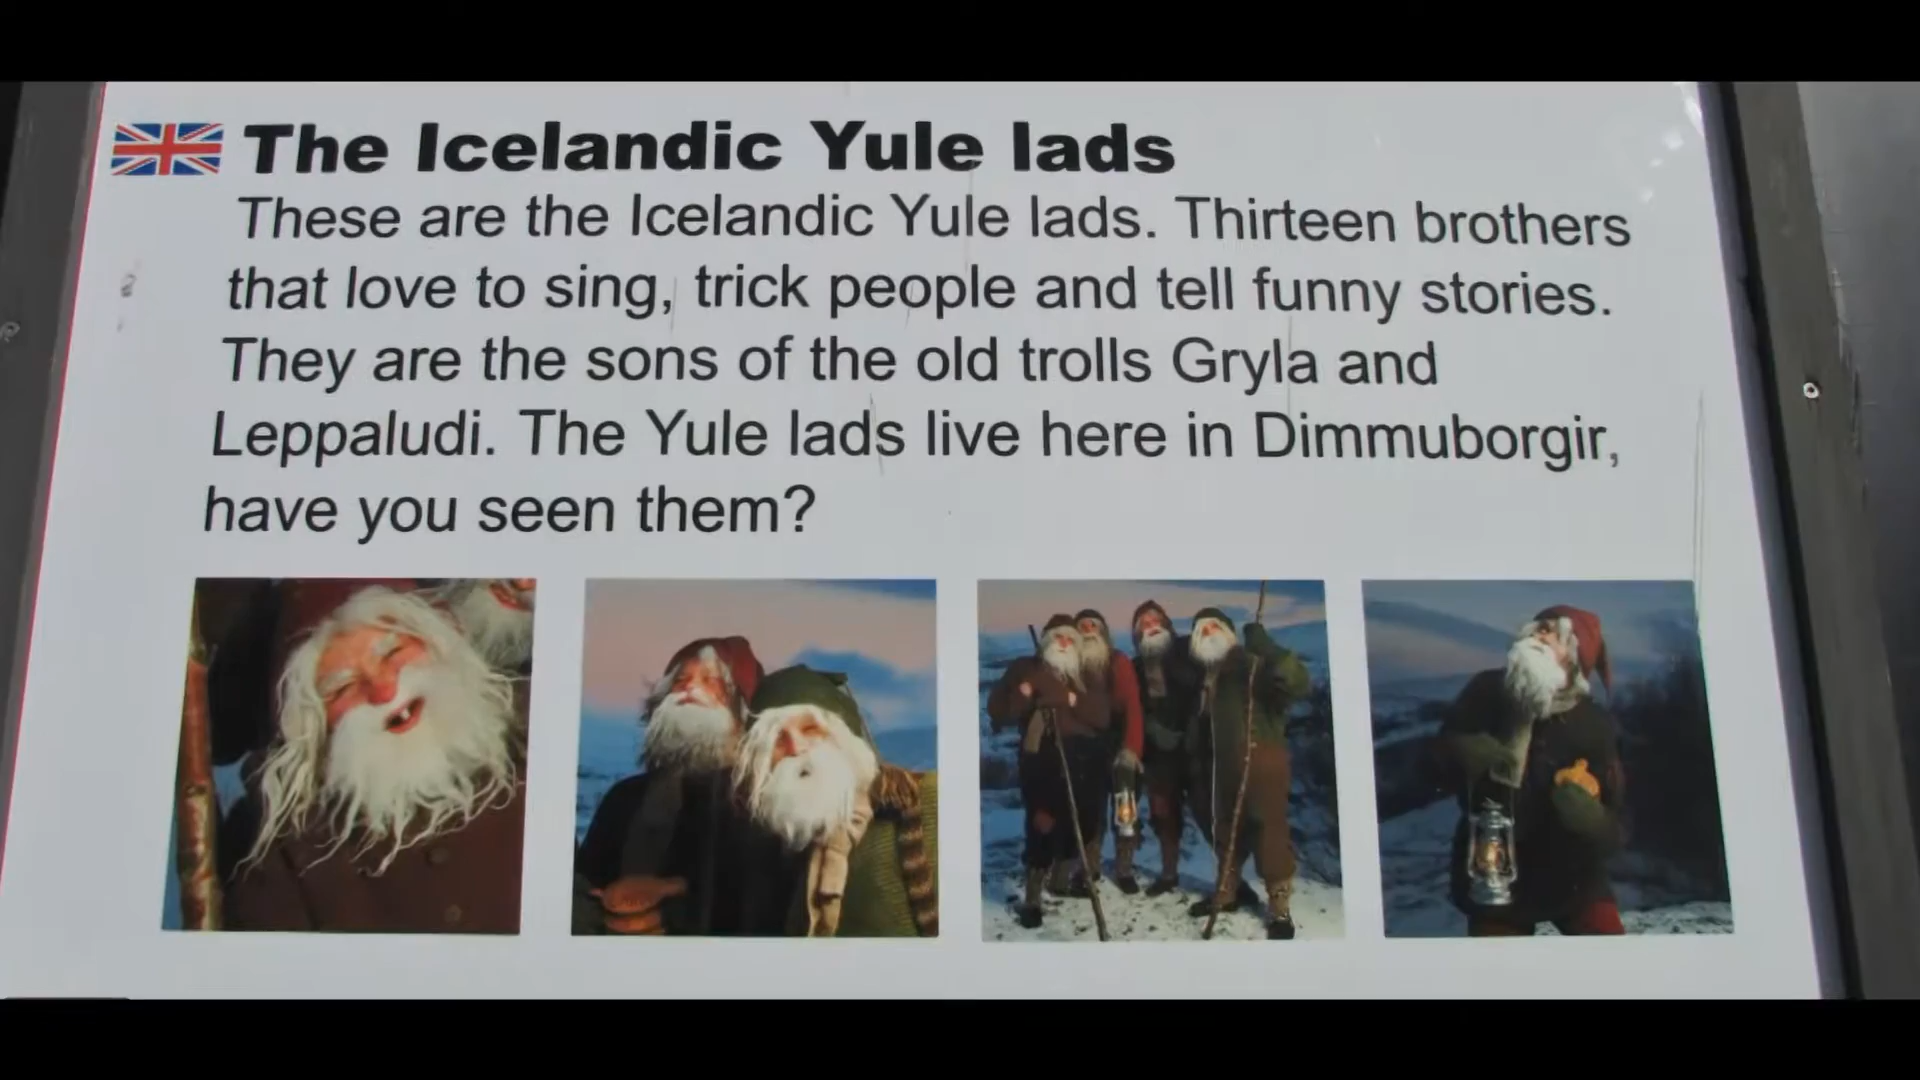 The Icelandic Yule lads
These are the Icelandic Yule lads. Thirteen brothers
that love to sing, trick people and tell funny stories.
They are the sons of the old trolls Gryla and
Leppaludi. The Yule lads live here in Dimmuborgir,
have you seen them?